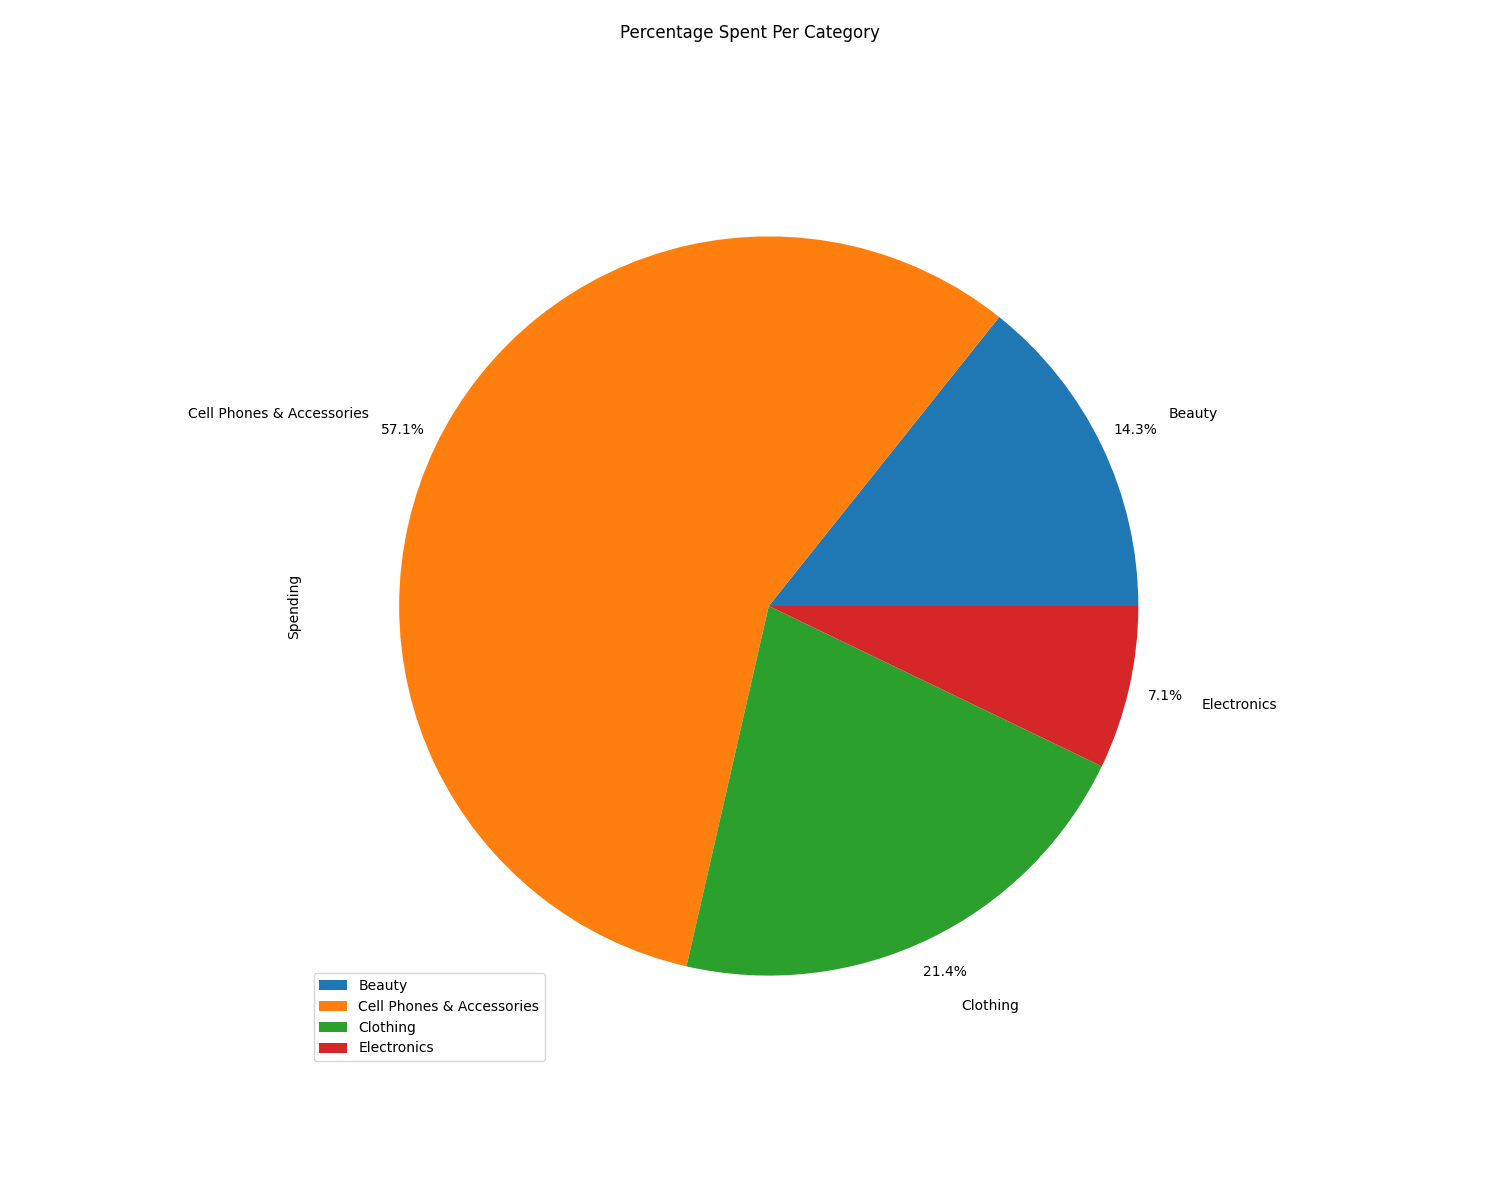 Percentage Spent Per Category
Cell Phones & Accessories
57.1%
Beauty
14.3%
Spending
7.1%
Electronics
21.4%
Clothing
Beauty
Cell Phones & Accessories
Clothing
Electronics